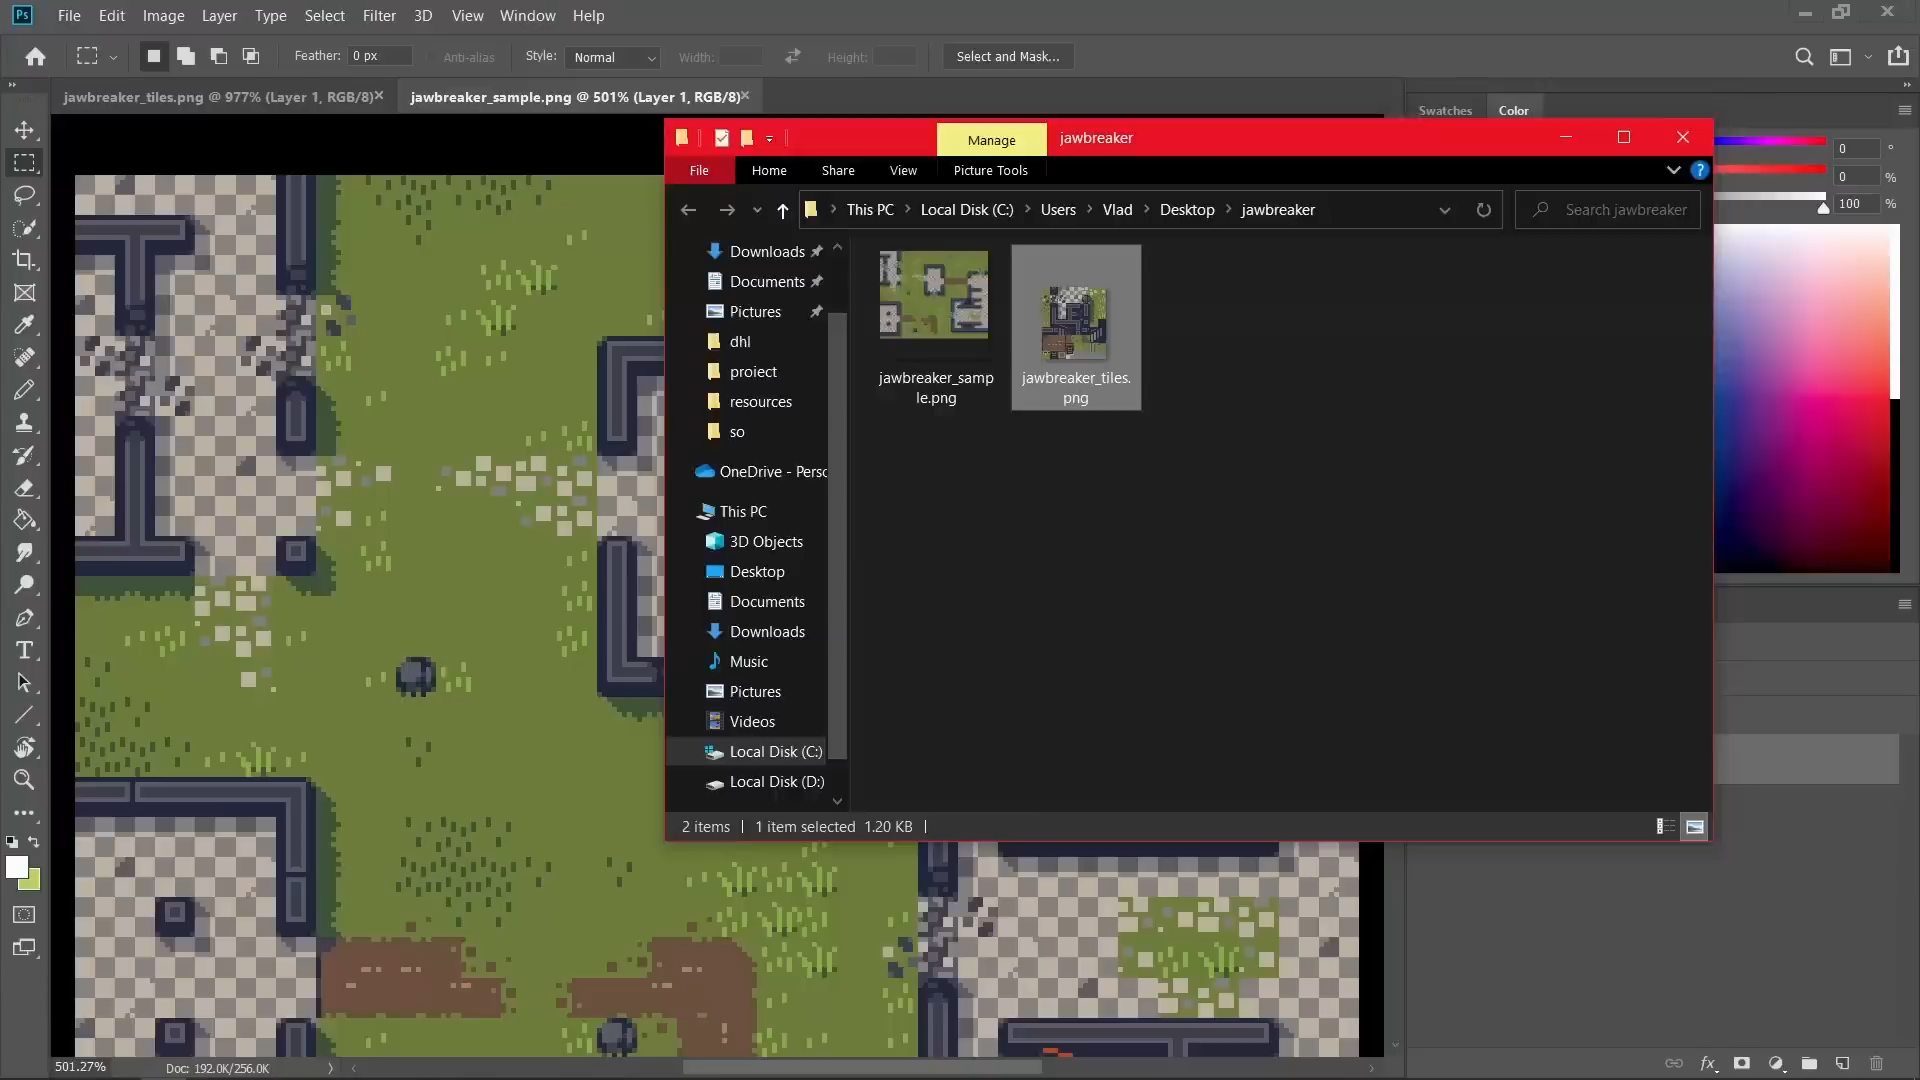 Ps File Edit Image Layer Type Select Filter 3D View Window Help
Feather: 0 px Anti-alias Style: Normal Width: Height: Select and Mask...
jawbreaker_tiles.png @ 977% (Layer 1, RGB/8) jawbreaker_sample.png @ 501% (Layer 1, RGB/8)
Swatches Color
Manage jawbreaker
File Home Share View Picture Tools
This PC Local Disk (C:) Users Vlad Desktop jawbreaker Search jawbreaker
0 °
0 %
100 %
Downloads
Documents
Pictures
dhl
proiect
resources
so
OneDrive - Perso
This PC
3D Objects
Desktop
Documents
Downloads
Music
Pictures
Videos
Local Disk (C:)
Local Disk (D:)
jawbreaker_samp
le.png
jawbreaker_tiles.
png
2 items 1 item selected 1.20 KB
501.27% Doc: 192.0K/256.0K
fx